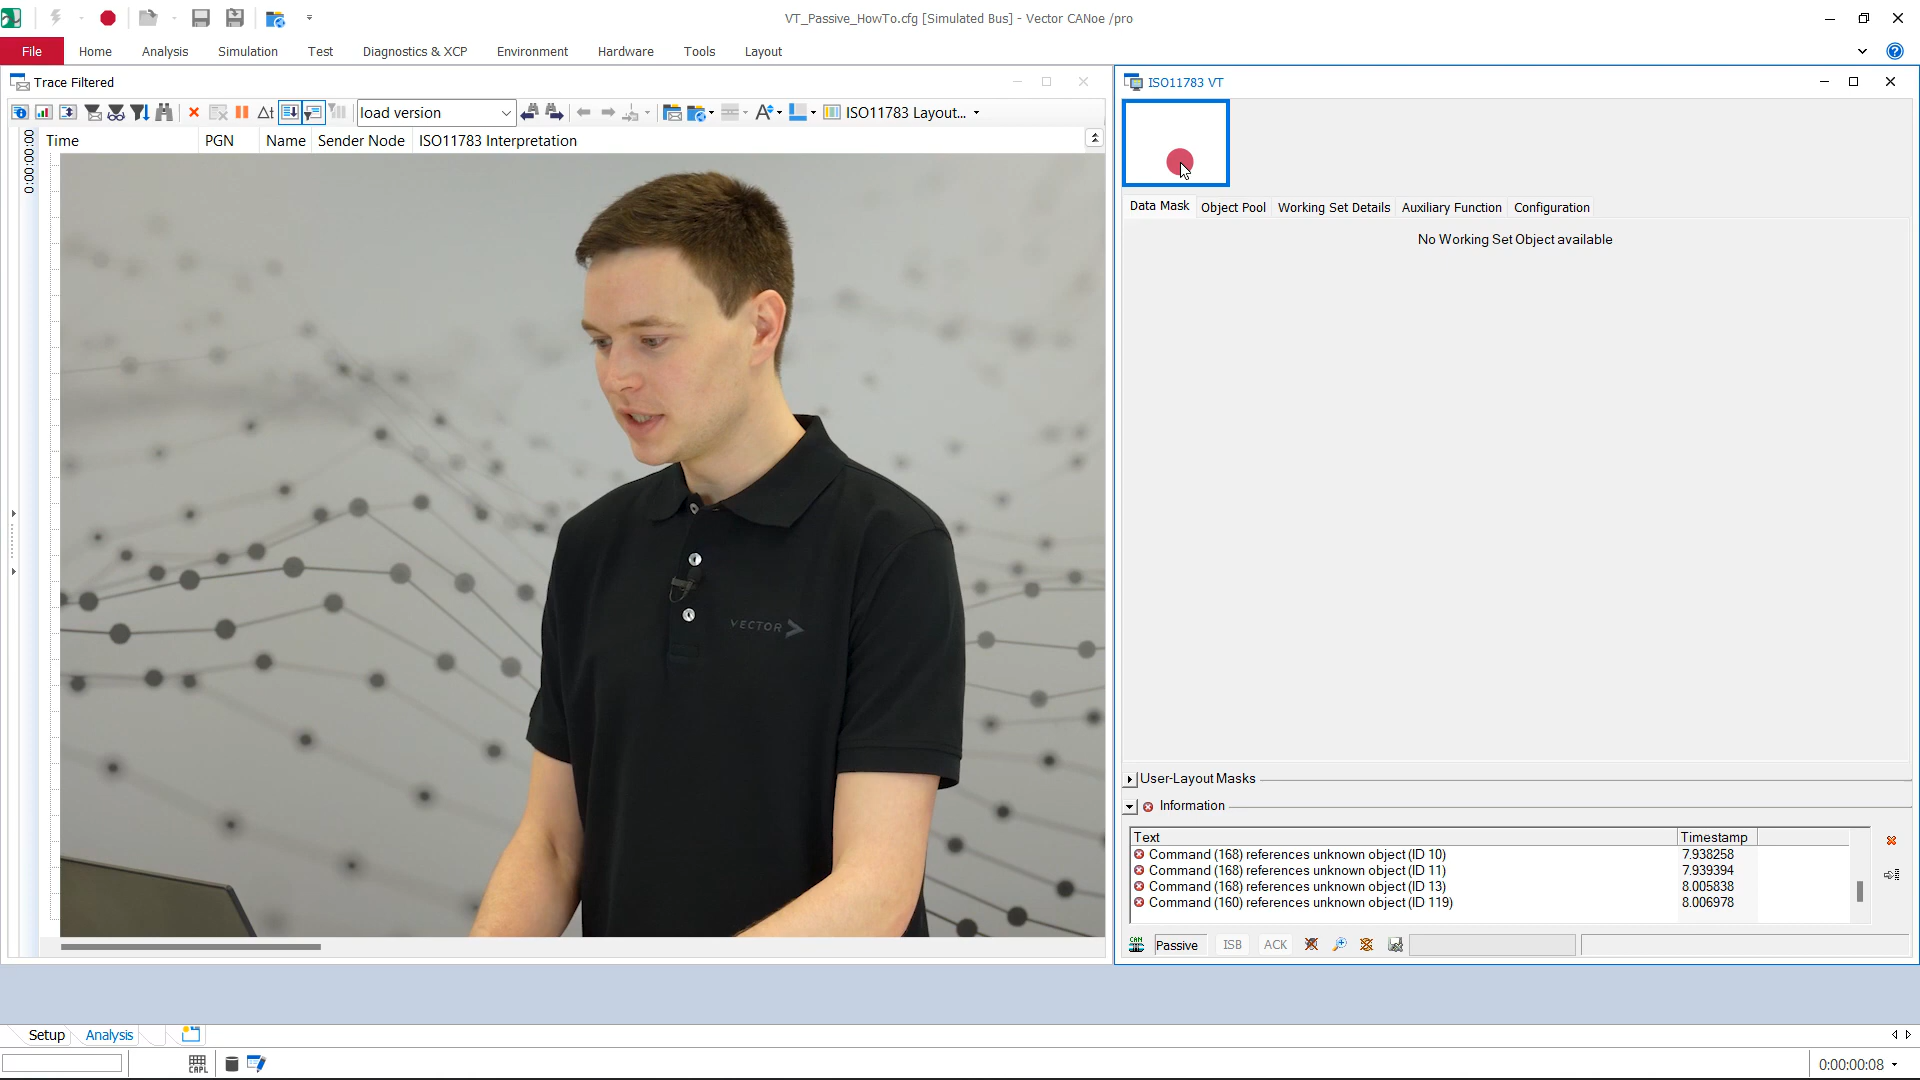 VT_Passive_HowTo.cfg [Simulated Bus] - Vector CANoe /pro
File Home Analysis Simulation Test Diagnostics & XCP Environment Hardware Tools Layout
Trace Filtered
load version
ISO11783 Layout...
Time PGN Name Sender Node ISO11783 Interpretation
0:00:00:00
VECTOR
ISO11783 VT
Data Mask Object Pool Working Set Details Auxiliary Function Configuration
No Working Set Object available
User-Layout Masks
Information
Text Timestamp
Command (168) references unknown object (ID 10) 7.938258
Command (168) references unknown object (ID 11) 7.939394
Command (168) references unknown object (ID 13) 8.005838
Command (160) references unknown object (ID 119) 8.006978
CAN Passive ISB ACK
Setup Analysis
CAPL
0:00:00:08